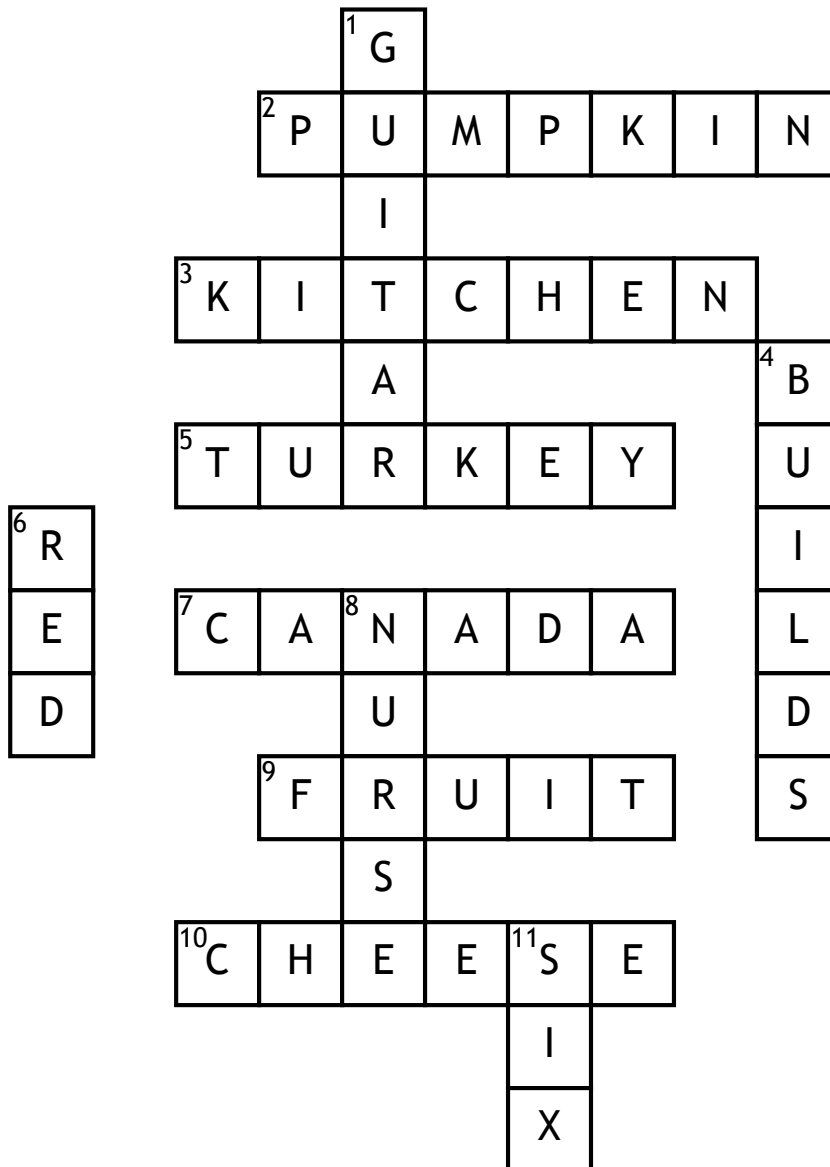 1 G
2 P U M P K I N
I
3 K I T C H E N
A 4 B
5 T U R K E Y U
6 R I
E 7 C A 8 N A D A L
D U D
9 F R U I T S
S
10 C H E E 11 S E
I
X